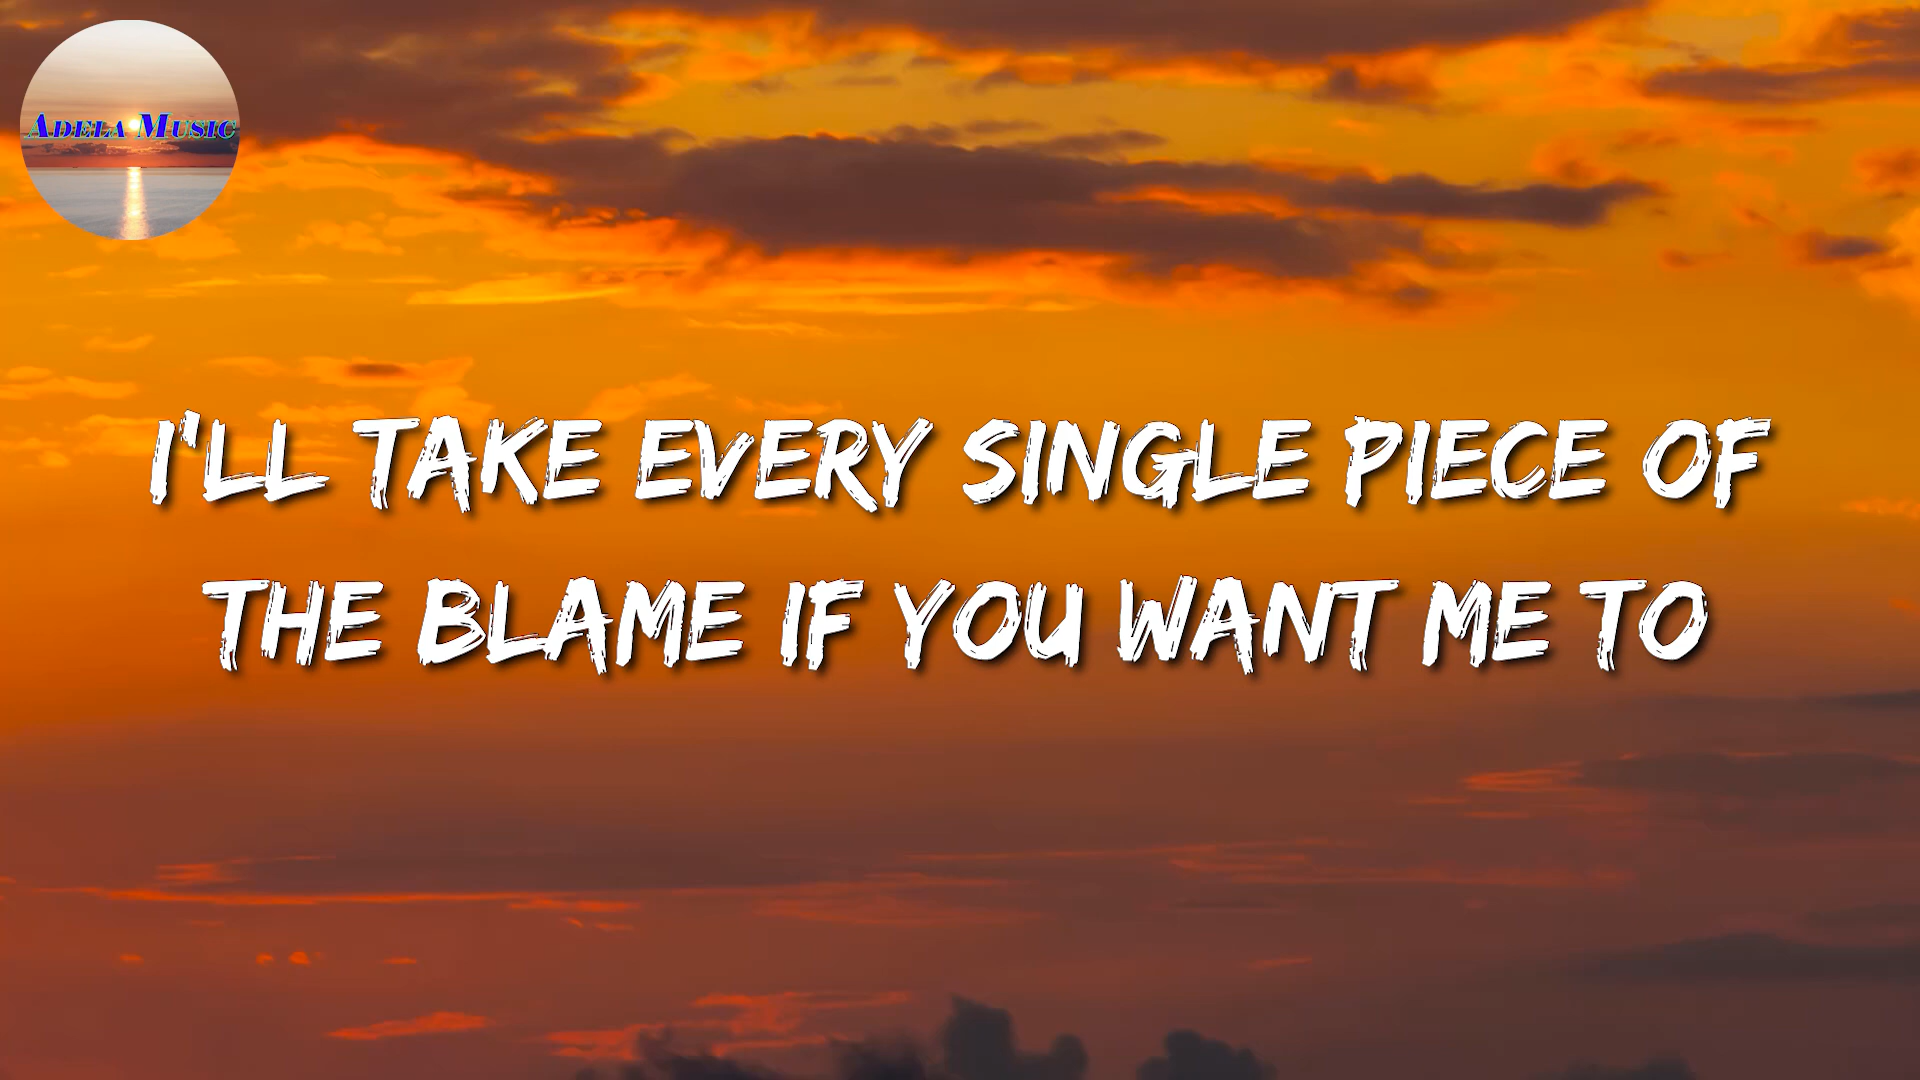 Adela Music
I'LL TAKE EVERY SINGLE PIECE OF
THE BLAME IF YOU WANT ME TO